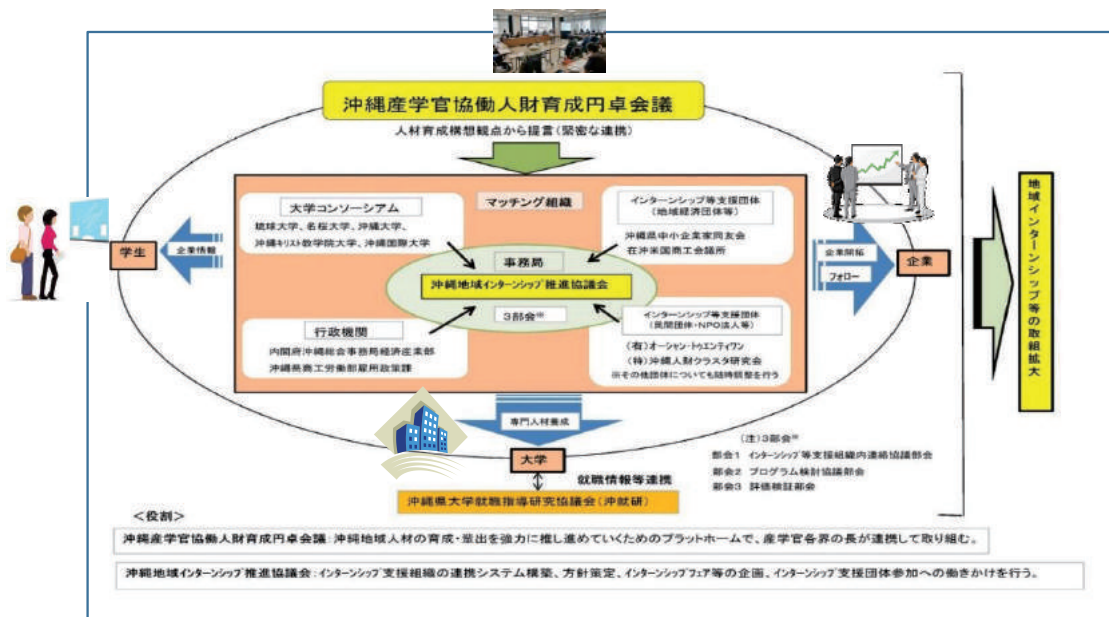 沖縄産学官協働人財育成円卓会議
人材育成構想観点から提言(緊密な連携)
マッチング組織
大学コンソーシアム
琉球大学、名桜大学、沖縄大学、
沖縄キリスト教学院大学、沖縄国際大学
インターンシップ等支援団体
(地域経済団体等)
沖縄県中小企業家同友会
在沖米国商工会議所
事務局
沖縄地域インターンシップ推進協議会
3部会※
行政機関
内閣府沖縄総合事務局経済産業部
沖縄県商工労働部雇用政策課
インターンシップ等支援団体
(民間団体・NPO法人等)
(有)オーシャン・トゥエンティワン
(特)沖縄人財クラスタ研究会
※その他団体についても随時調整を行う
学生
企業情報
企業開拓
フォロー
企業
地域インターンシップ等の取組拡大
専門人材養成
大学
就職情報等連携
沖縄県大学就職指導研究協議会(沖就研)
(注)3部会※
部会1 インターンシップ等支援組織内連絡協議部会
部会2 プログラム検討協議部会
部会3 評価検証部会
<役割>
沖縄産学官協働人財育成円卓会議:沖縄地域人材の育成・輩出を強力に推し進めていくためのプラットホームで、産学官各界の長が連携して取り組む。
沖縄地域インターンシップ推進協議会:インターンシップ支援組織の連携システム構築、方針策定、インターンシップフェア等の企画、インターンシップ支援団体参加への働きかけを行う。